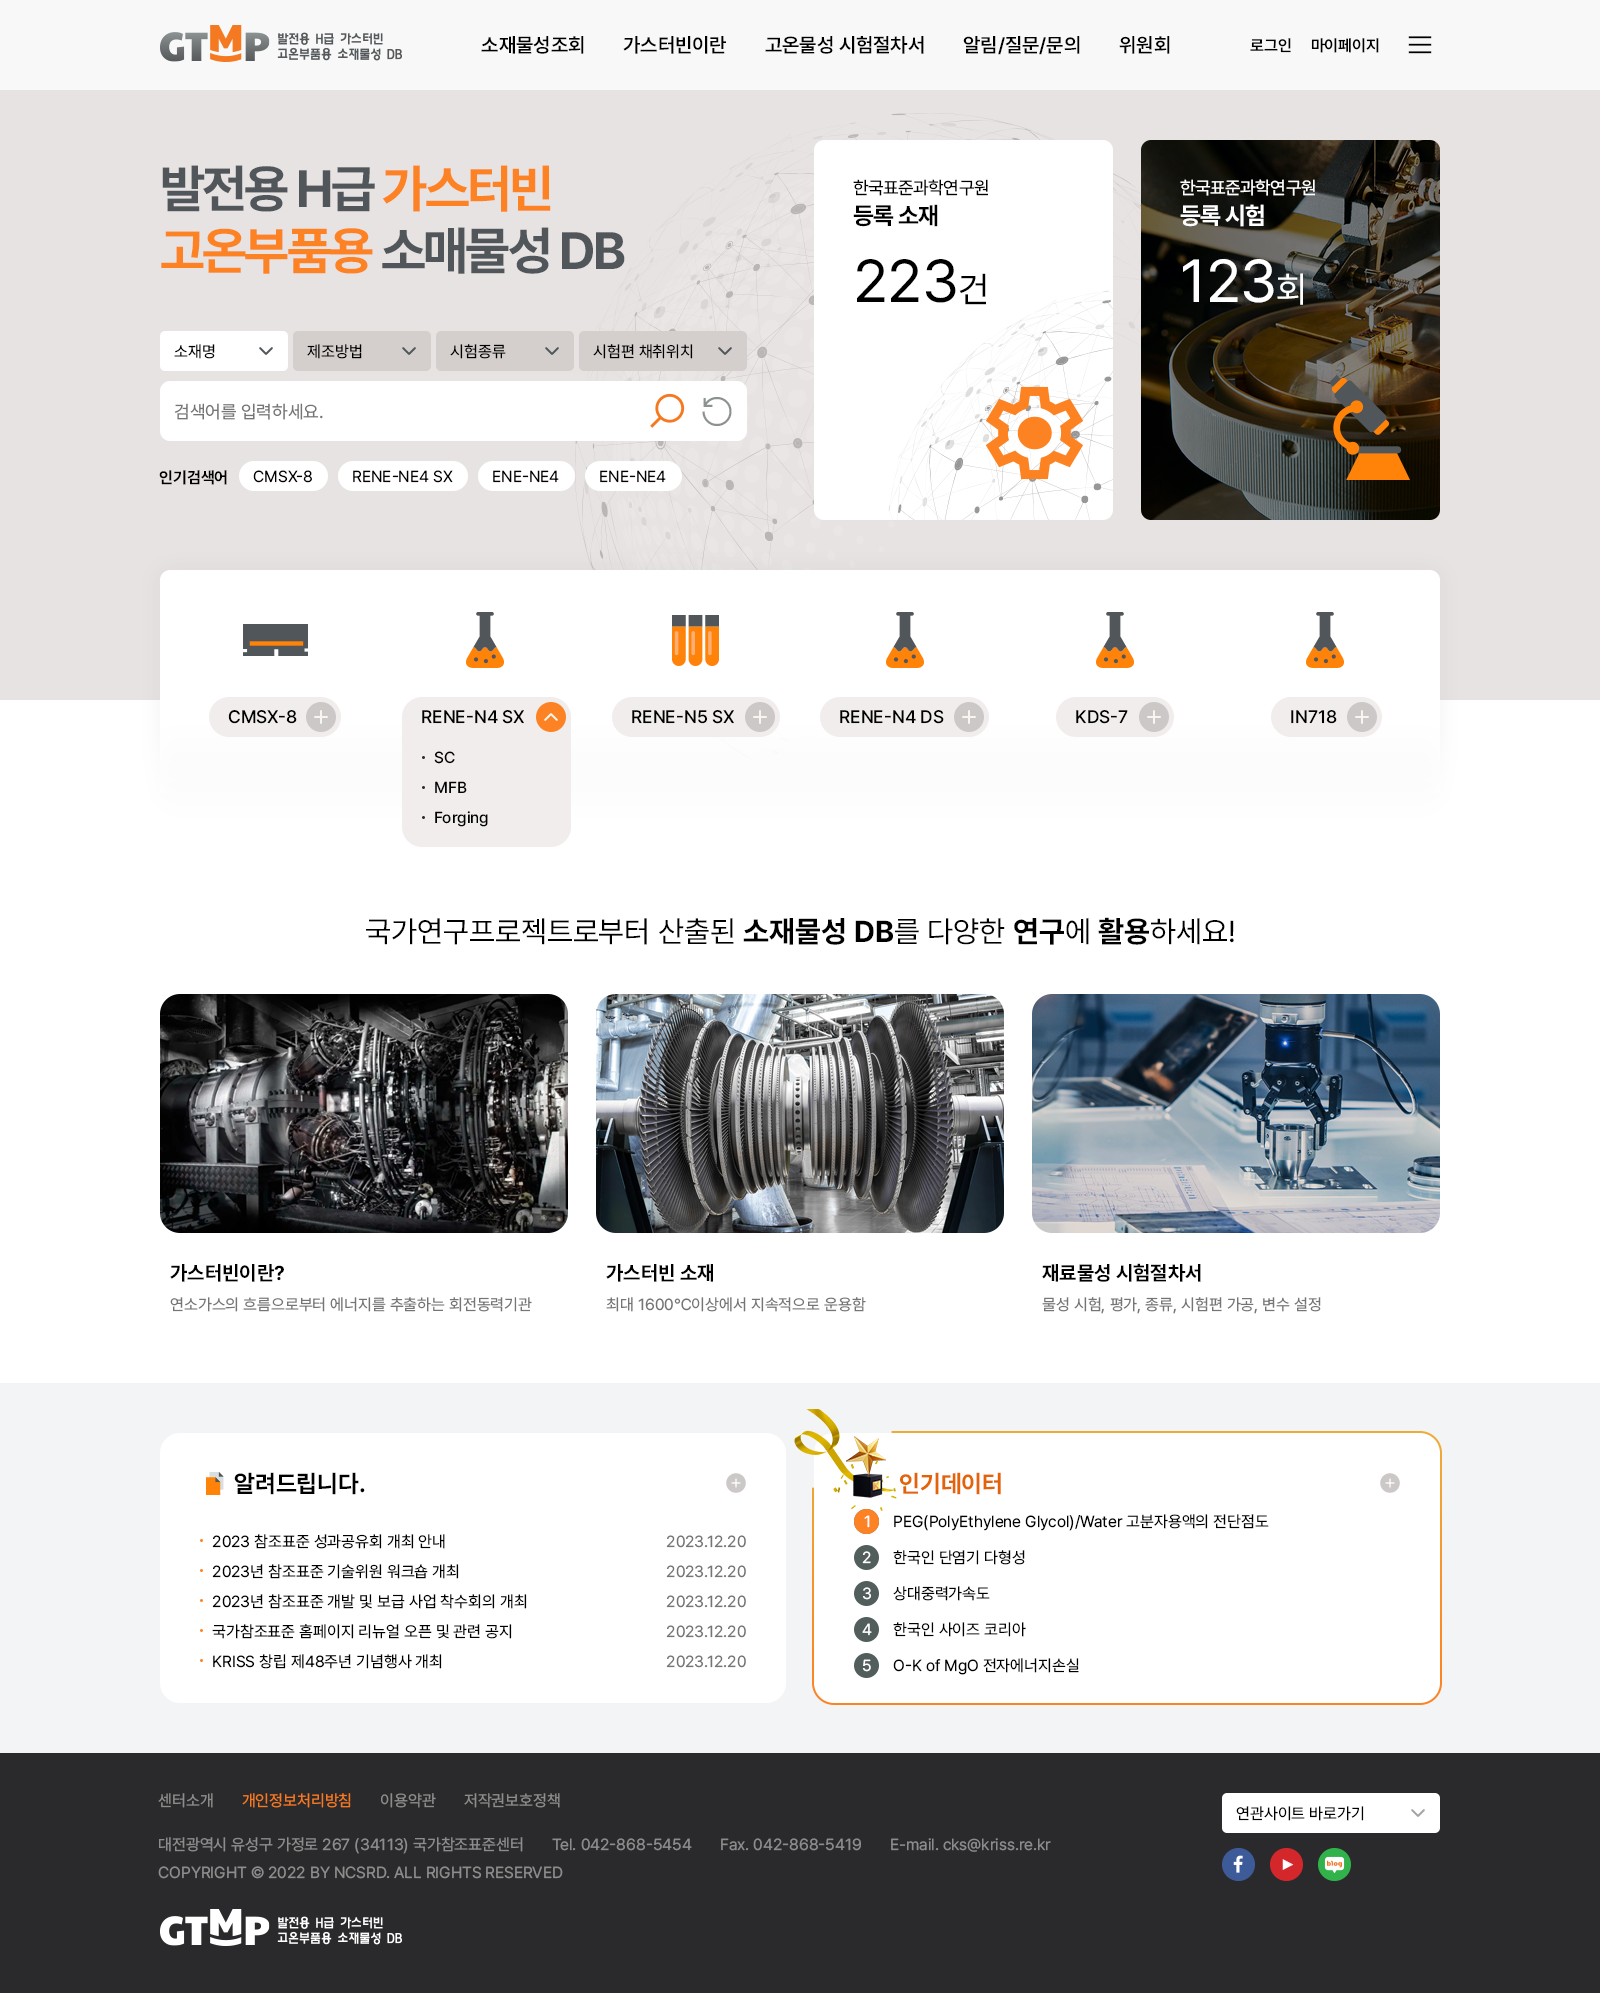 GTMP 발전용 H급 가스터빈
고온부품용 소재물성 DB
소재물성조회 가스터빈이란 고온물성 시험절차서 알림/질문/문의 위원회
로그인 마이페이지
발전용 H급 가스터빈
고온부품용 소매물성 DB
소재명 제조방법 시험종류 시험편 채취위치
검색어를 입력하세요.
인기검색어 CMSX-8 RENE-NE4 SX ENE-NE4 ENE-NE4
한국표준과학연구원
등록 소재
223건
한국표준과학연구원
등록 시험
123회
CMSX-8
RENE-N4 SX
· SC
· MFB
· Forging
RENE-N5 SX
RENE-N4 DS
KDS-7
IN718
국가연구프로젝트로부터 산출된 소재물성 DB를 다양한 연구에 활용하세요!
가스터빈이란?
연소가스의 흐름으로부터 에너지를 추출하는 회전동력기관
가스터빈 소재
최대 1600°C이상에서 지속적으로 운용함
재료물성 시험절차서
물성 시험, 평가, 종류, 시험편 가공, 변수 설정
알려드립니다.
· 2023 참조표준 성과공유회 개최 안내 2023.12.20
· 2023년 참조표준 기술위원 워크숍 개최 2023.12.20
· 2023년 참조표준 개발 및 보급 사업 착수회의 개최 2023.12.20
· 국가참조표준 홈페이지 리뉴얼 오픈 및 관련 공지 2023.12.20
· KRISS 창립 제48주년 기념행사 개최 2023.12.20
인기데이터
1 PEG(PolyEthylene Glycol)/Water 고분자용액의 전단점도
2 한국인 단염기 다형성
3 상대중력가속도
4 한국인 사이즈 코리아
5 O-K of MgO 전자에너지손실
센터소개 개인정보처리방침 이용약관 저작권보호정책
대전광역시 유성구 가정로 267 (34113) 국가참조표준센터 Tel. 042-868-5454 Fax. 042-868-5419 E-mail. cks@kriss.re.kr
COPYRIGHT © 2022 BY NCSRD. ALL RIGHTS RESERVED
연관사이트 바로가기
blog
GTMP 발전용 H급 가스터빈
고온부품용 소재물성 DB